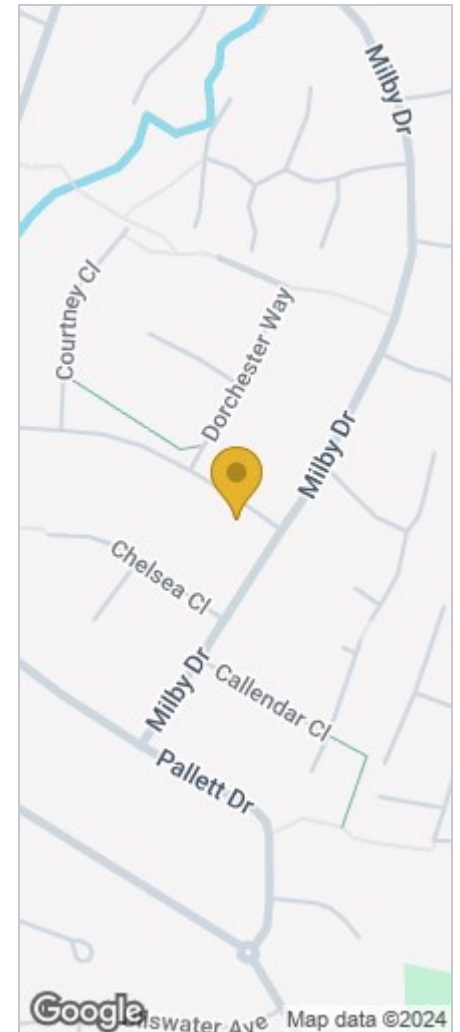 Milby Dr
Courtney Cl
Dorchester Way
Milby Dr
Chelsea Cl
Callendar Cl
Milby Dr
Pallett Dr
Google
Map data ©2024